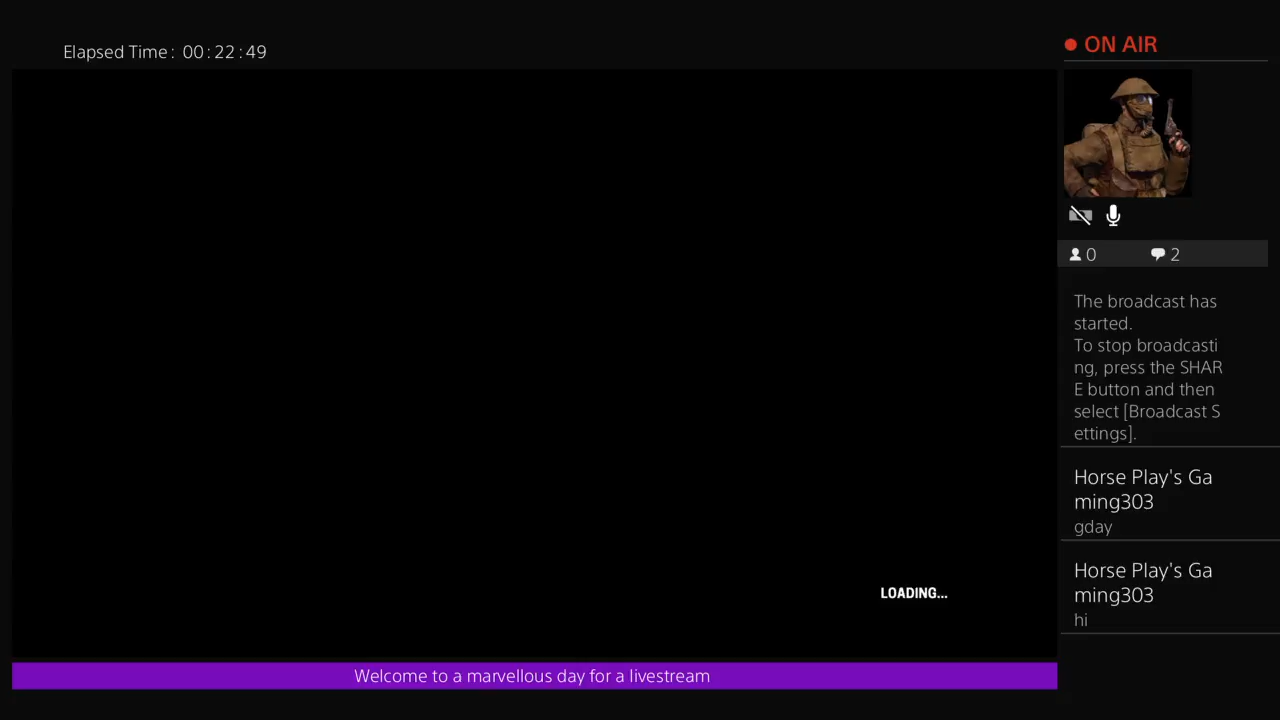 Elapsed Time: 00:22:49
ON AIR
0 2
The broadcast has
started.
To stop broadcasti
ng, press the SHAR
E button and then
select [Broadcast S
ettings].
Horse Play's Ga
ming303
gday
Horse Play's Ga
ming303
hi
LOADING...
Welcome to a marvellous day for a livestream